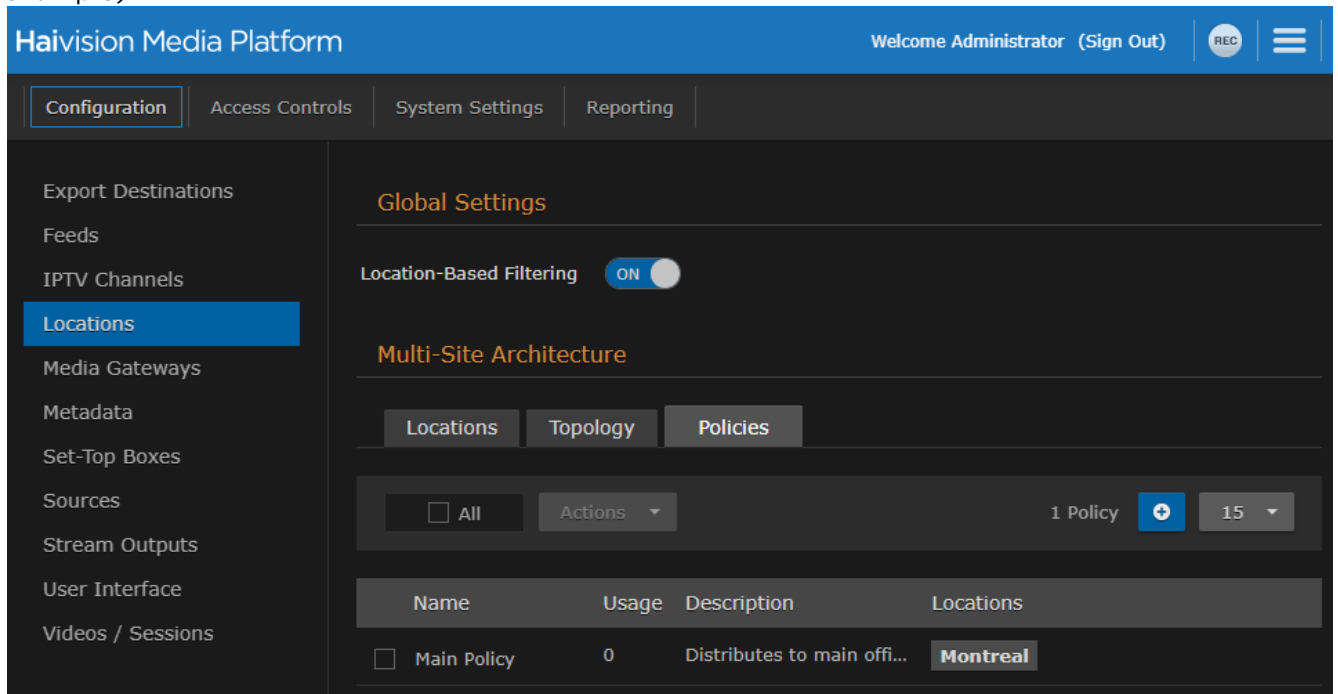 Haivision Media Platform Welcome Administrator (Sign Out) REC
Configuration Access Controls System Settings Reporting
Export Destinations
Feeds
IPTV Channels
Locations
Media Gateways
Metadata
Set-Top Boxes
Sources
Stream Outputs
User Interface
Videos / Sessions
Global Settings
Location-Based Filtering ON
Multi-Site Architecture
Locations Topology Policies
All Actions 1 Policy 15
Name Usage Description Locations
Main Policy 0 Distributes to main offi... Montreal